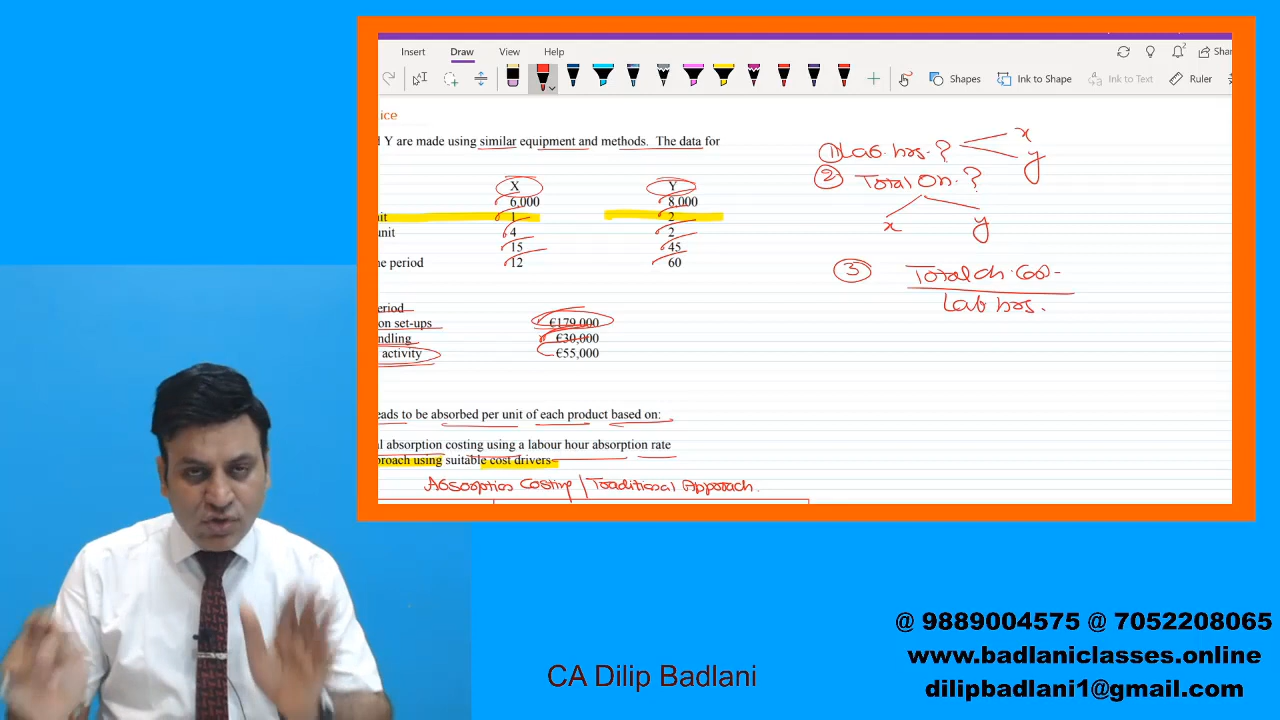 Insert Draw View Help Shar
Shapes Ink to Shape Ink to Text Ruler
ice
Y are made using similar equipment and methods. The data for
X Y
6,000 8,000
nit 1 2
unit 4 2
15 45
ne period 12 60
eriod
on set-ups €179,000
ndling €30,000
activity €55,000
eads to be absorbed per unit of each product based on:
al absorption costing using a labour hour absorption rate
proach using suitable cost drivers
Absorption Costing / Traditional Approach.
① Lab. hrs. ? x
y
② Total OH. ?
x y
③ Total OH. Cos.
Lab hrs.
@ 9889004575 @ 7052208065
www.badlaniclasses.online
dilipbadlani1@gmail.com
CA Dilip Badlani